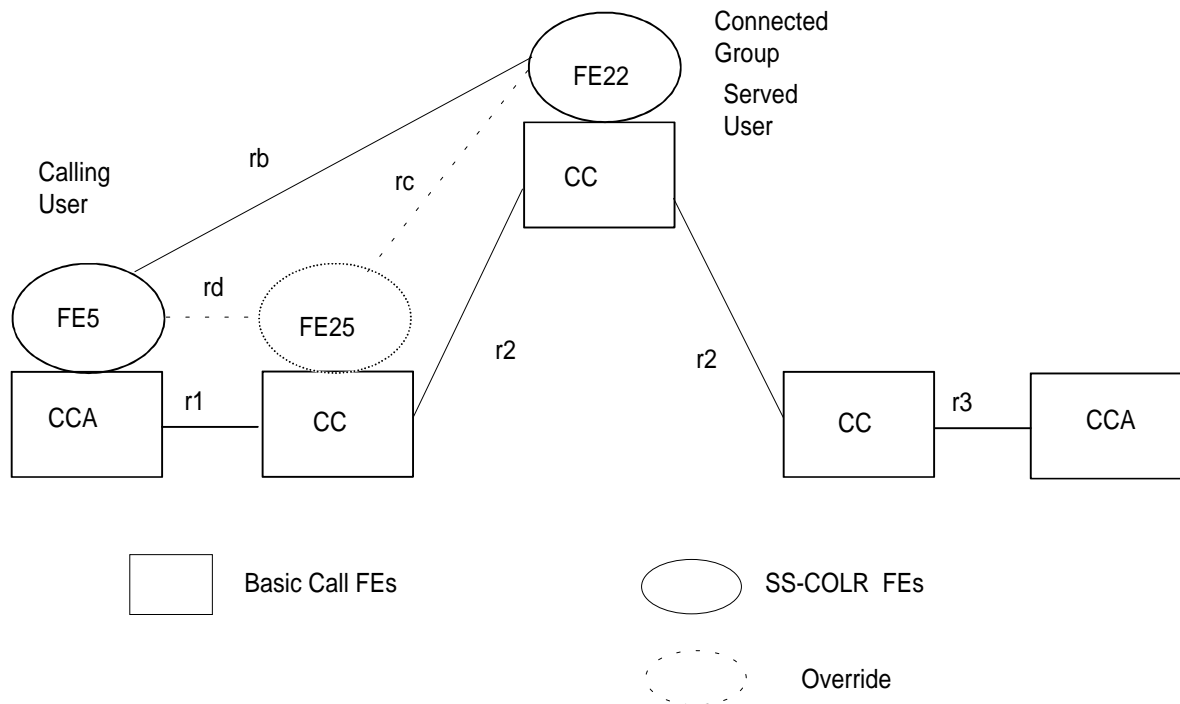 Connected
Group
FE22
Served
User
rb
Calling
User
rc
CC
FE5
rd
FE25
r2
r2
CCA
r1
CC
CC
r3
CCA
Basic Call FEs
SS-COLR FEs
Override